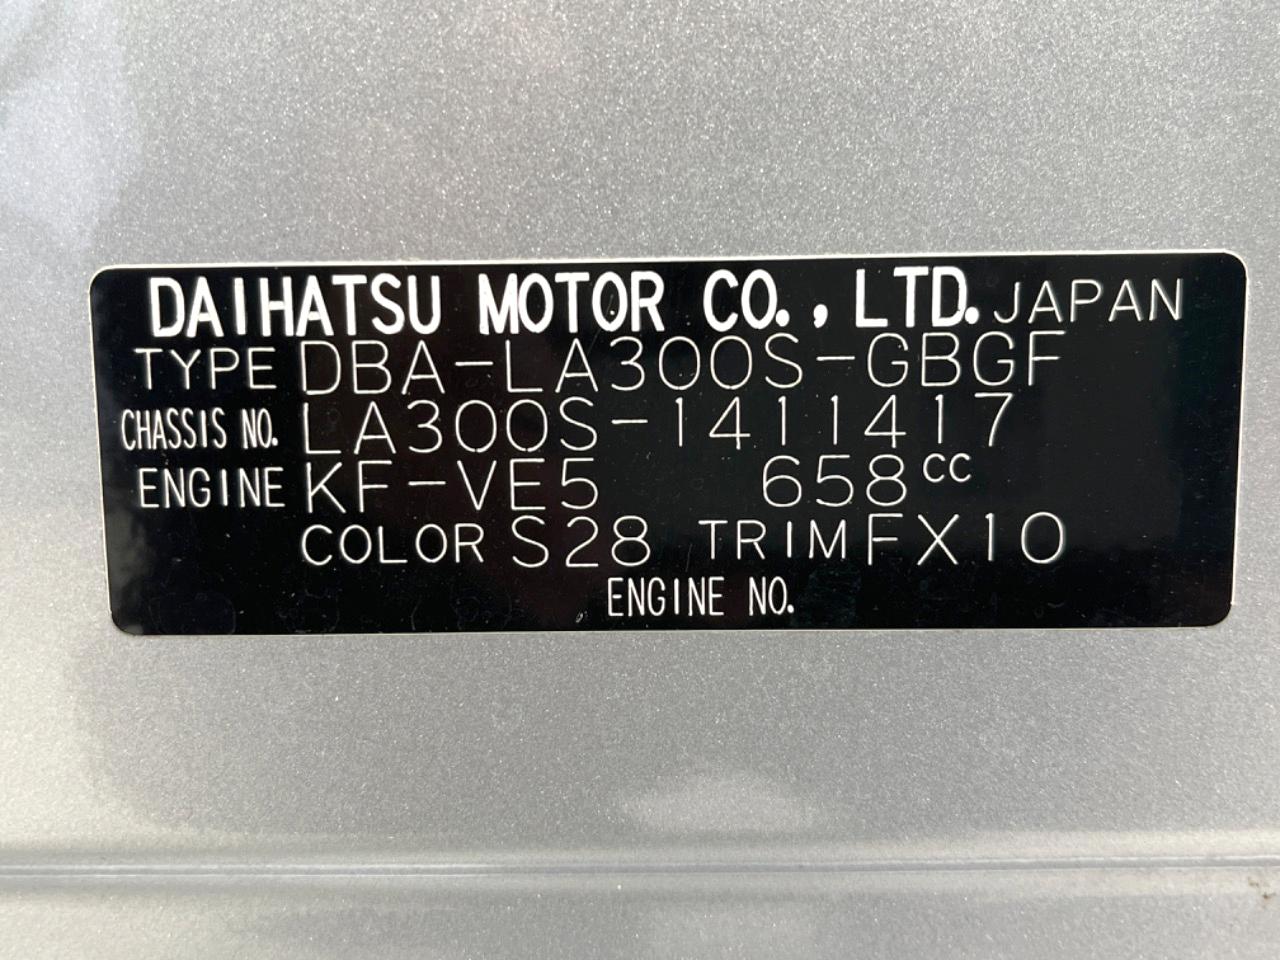 DAIHATSU MOTOR CO., LTD. JAPAN
TYPE DBA-LA300S-GBGF
CHASSIS NO. LA300S-1411417
ENGINE KF-VE5 658CC
COLOR S28 TRIM FX10
ENGINE NO.